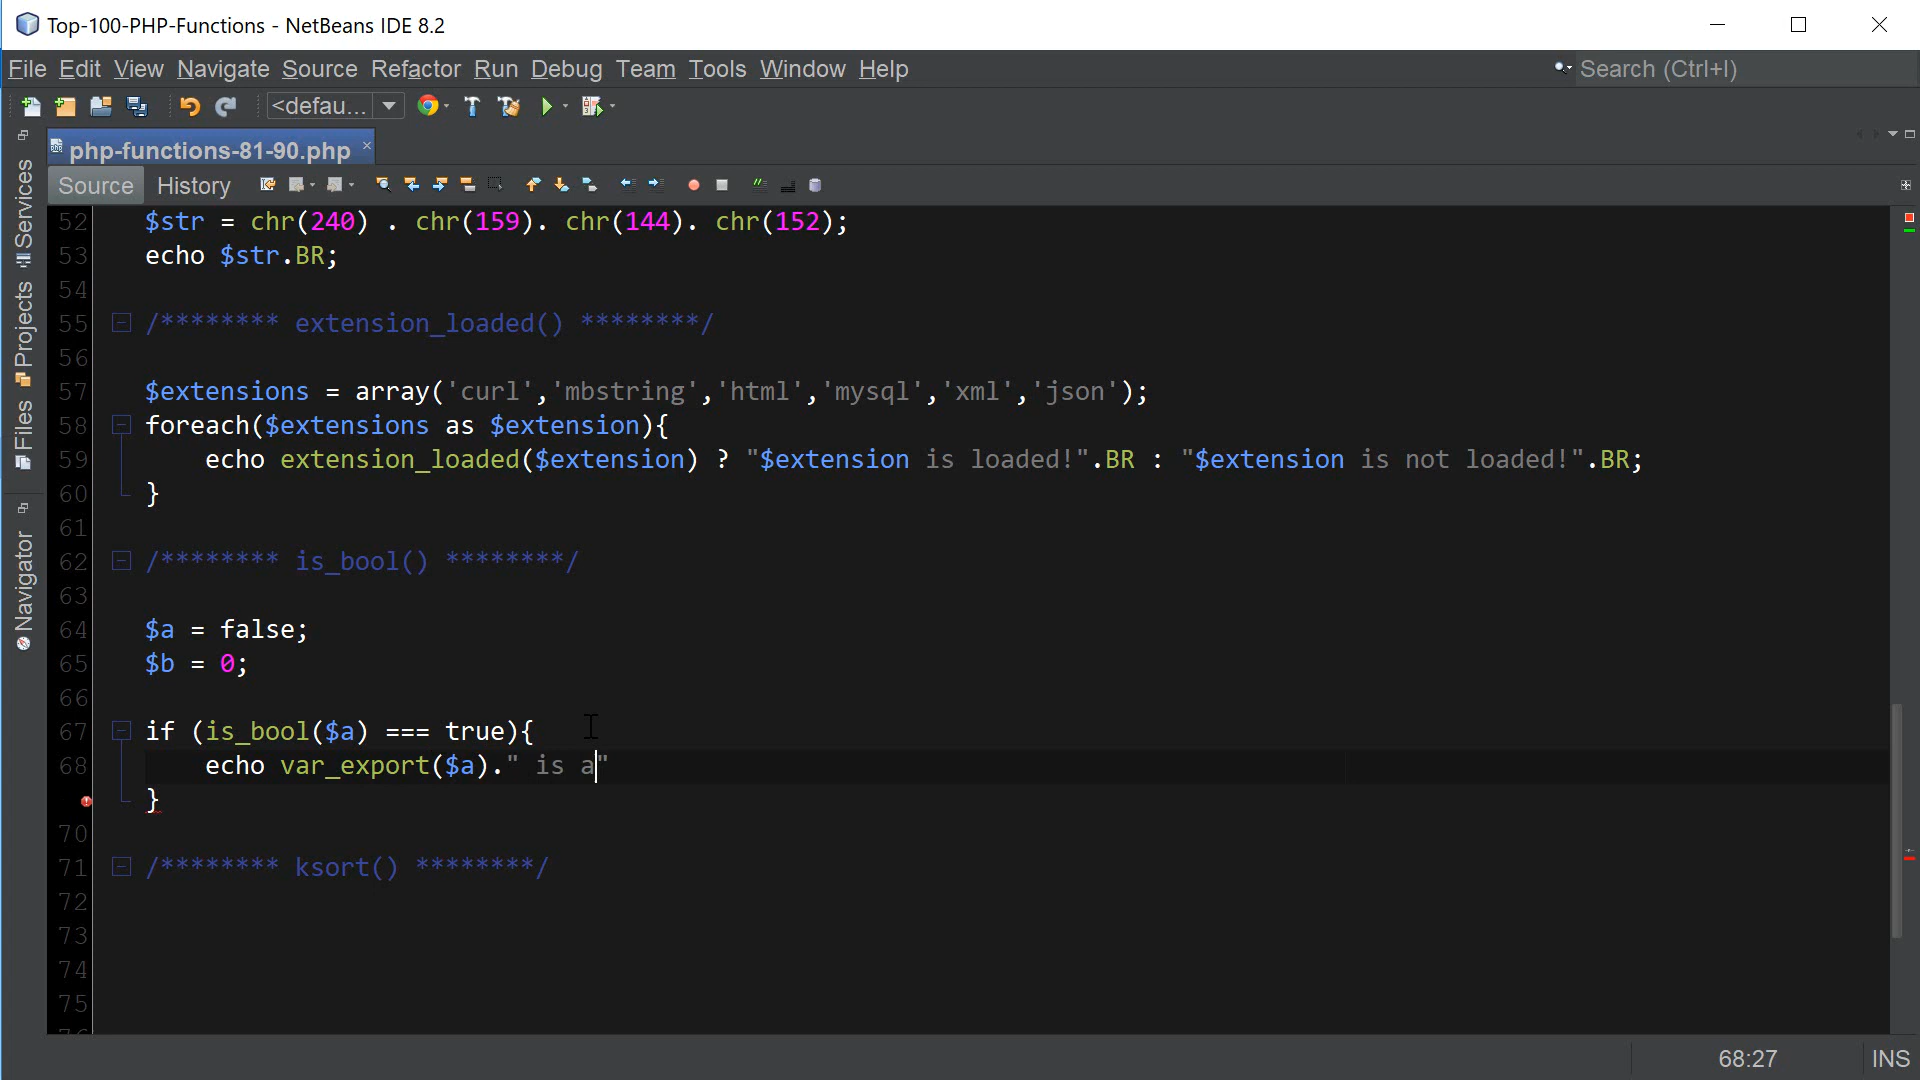 Top-100-PHP-Functions - NetBeans IDE 8.2
File Edit View Navigate Source Refactor Run Debug Team Tools Window Help
Search (Ctrl+I)
<defau...
php-functions-81-90.php
Source History
Services
Projects
Files
Navigator
52 $str = chr(240) . chr(159). chr(144). chr(152);
53 echo $str.BR;
54
55 /******** extension_loaded() ********/
56
57 $extensions = array('curl','mbstring','html','mysql','xml','json');
58 foreach($extensions as $extension){
59 echo extension_loaded($extension) ? "$extension is loaded!".BR : "$extension is not loaded!".BR;
60 }
61
62 /******** is_bool() ********/
63
64 $a = false;
65 $b = 0;
66
67 if (is_bool($a) === true){
68 echo var_export($a)." is a"
}
70
71 /******** ksort() ********/
72
73
74
75
68:27 INS